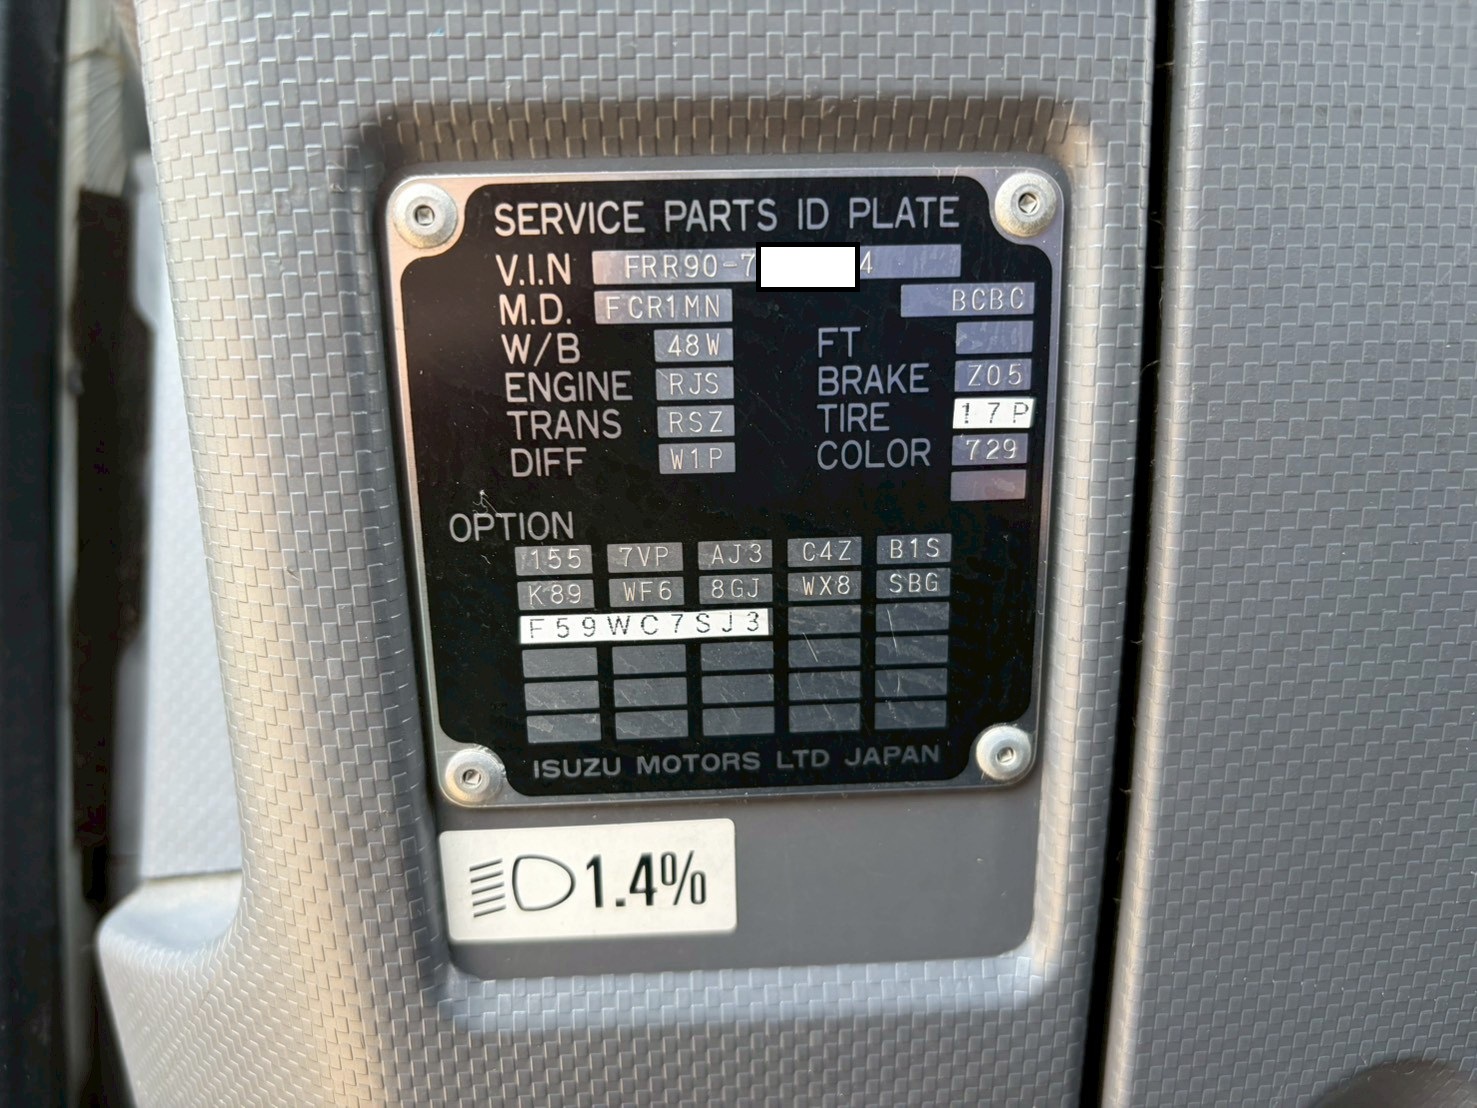 SERVICE PARTS ID PLATE
V.I.N FRR90-7 4
M.D. FCR1MN BCBC
W/B 48W FT
ENGINE RJS BRAKE Z05
TRANS RSZ TIRE 17P
DIFF W1P COLOR 729
OPTION
155 7VP AJ3 C4Z B1S
K89 WF6 8GJ WX8 SBG
F59WC7SJ3
ISUZU MOTORS LTD JAPAN
1.4%